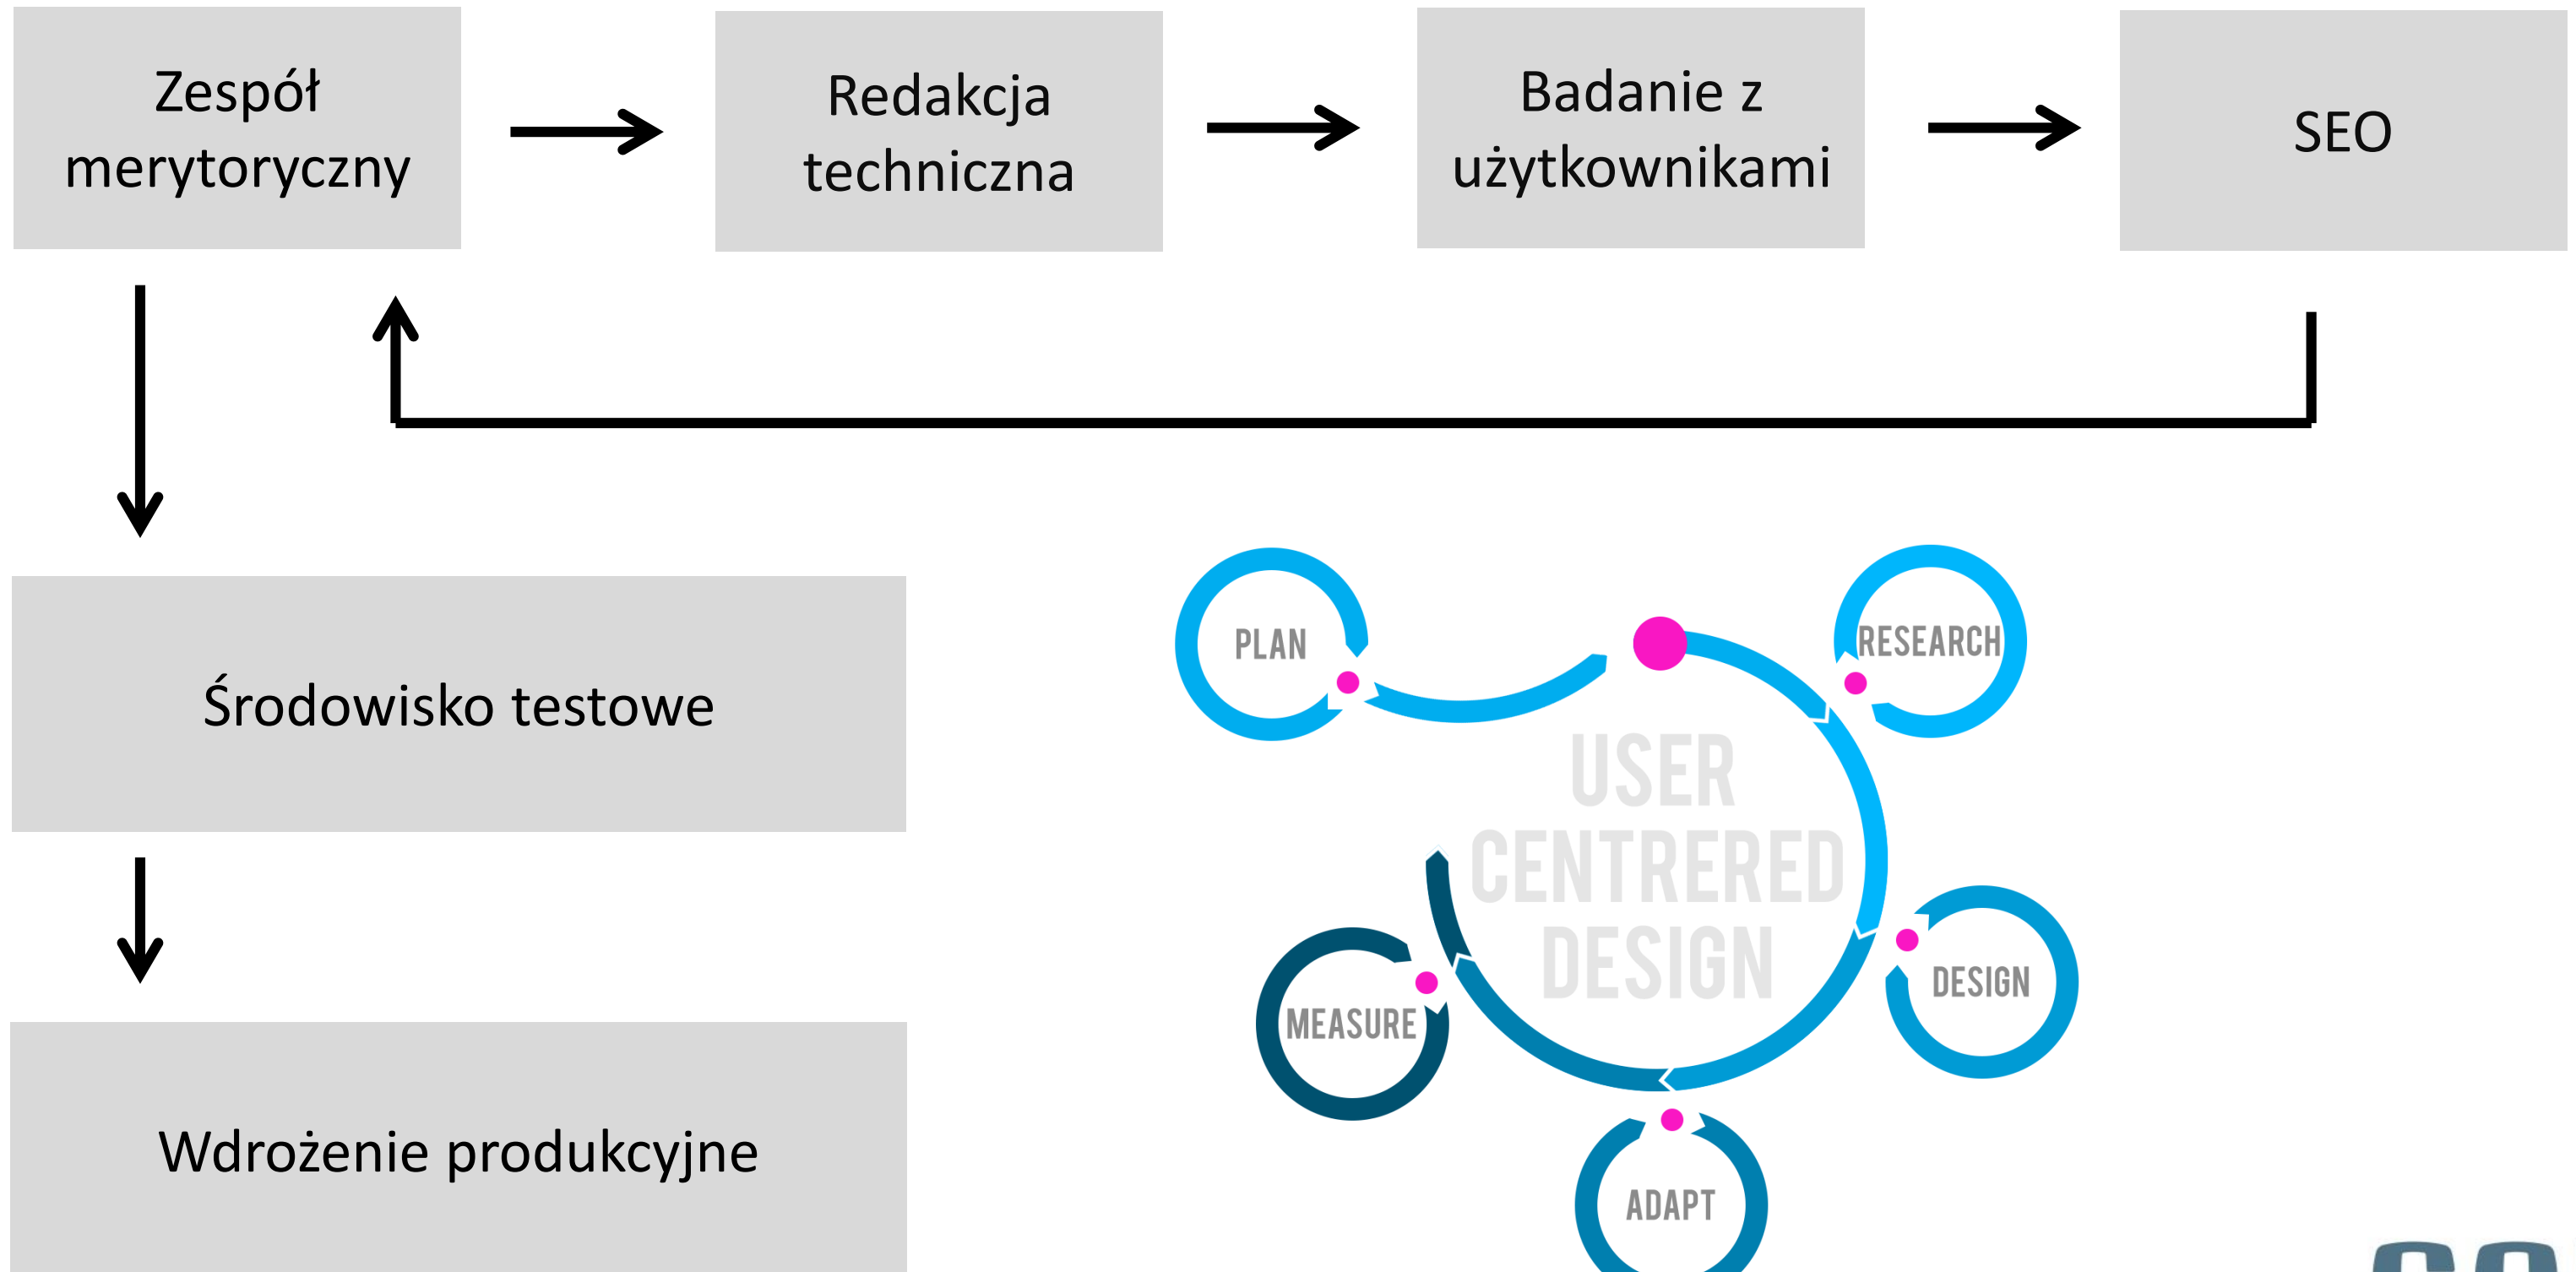 Zespół
merytoryczny
Redakcja
techniczna
Badanie z
użytkownikami
SEO
Środowisko testowe
Wdrożenie produkcyjne
PLAN
RESEARCH
USER
CENTRERED
DESIGN
DESIGN
MEASURE
ADAPT